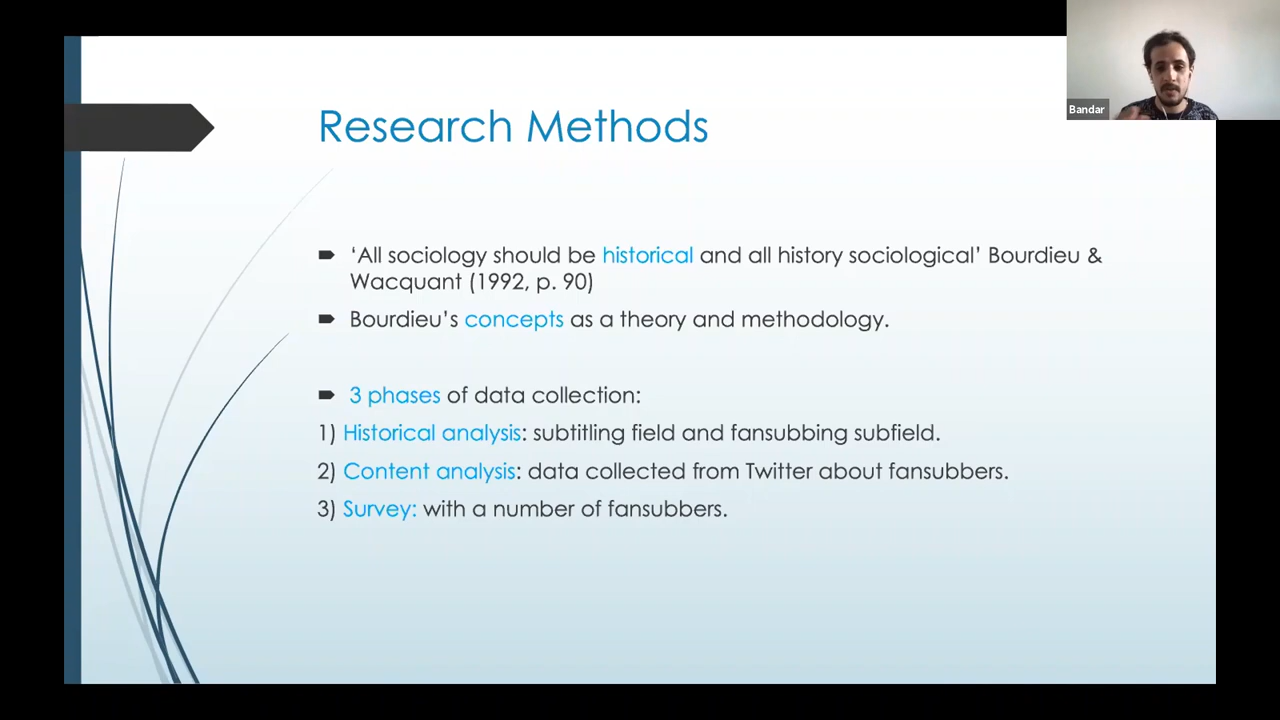 Bandar
Research Methods
‘All sociology should be historical and all history sociological’ Bourdieu &
Wacquant (1992, p. 90)
Bourdieu’s concepts as a theory and methodology.
3 phases of data collection:
1) Historical analysis: subtitling field and fansubbing subfield.
2) Content analysis: data collected from Twitter about fansubbers.
3) Survey: with a number of fansubbers.